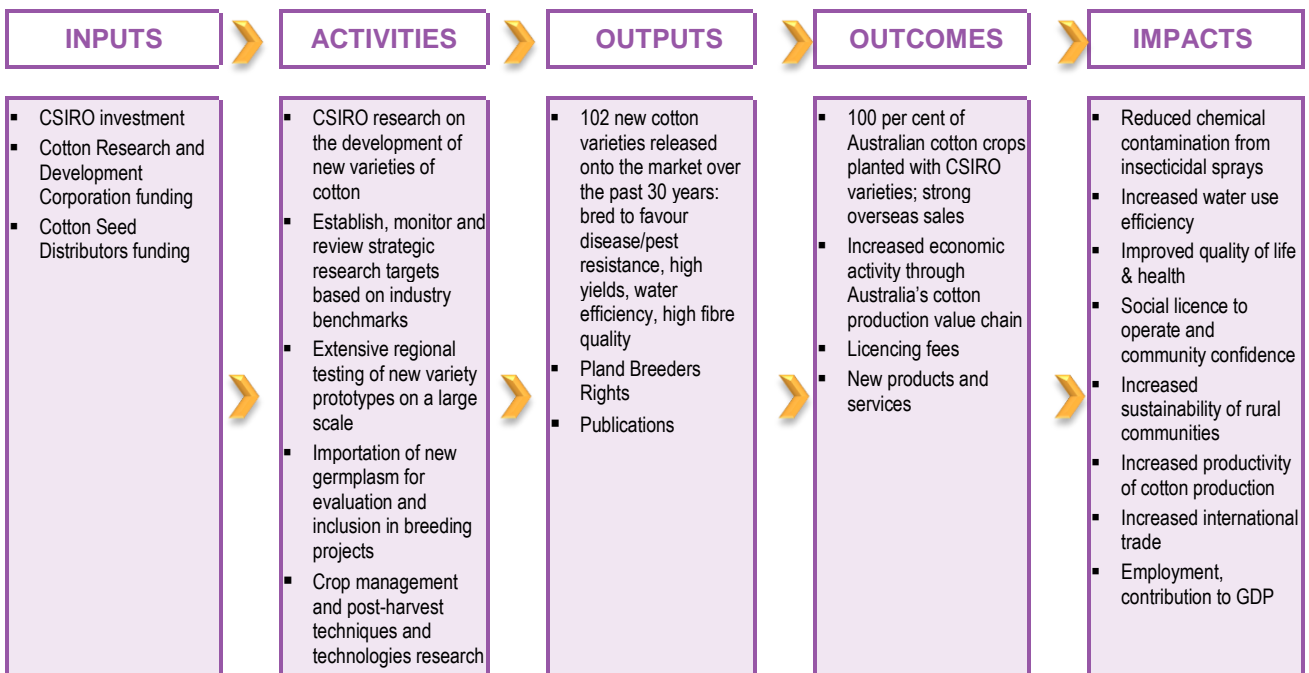 INPUTS
ACTIVITIES
OUTPUTS
OUTCOMES
IMPACTS
▪ CSIRO investment
▪ Cotton Research and
Development
Corporation funding
▪ Cotton Seed
Distributors funding
▪ CSIRO research on
the development of
new varieties of
cotton
▪ Establish, monitor and
review strategic
research targets
based on industry
benchmarks
▪ Extensive regional
testing of new variety
prototypes on a large
scale
▪ Importation of new
germplasm for
evaluation and
inclusion in breeding
projects
▪ Crop management
and post-harvest
techniques and
technologies research
▪ 102 new cotton
varieties released
onto the market over
the past 30 years:
bred to favour
disease/pest
resistance, high
yields, water
efficiency, high fibre
quality
▪ Pland Breeders
Rights
▪ Publications
▪ 100 per cent of
Australian cotton crops
planted with CSIRO
varieties; strong
overseas sales
▪ Increased economic
activity through
Australia's cotton
production value chain
▪ Licencing fees
▪ New products and
services
▪ Reduced chemical
contamination from
insecticidal sprays
▪ Increased water use
efficiency
▪ Improved quality of life
& health
▪ Social licence to
operate and
community confidence
▪ Increased
sustainability of rural
communities
▪ Increased productivity
of cotton production
▪ Increased international
trade
▪ Employment,
contribution to GDP